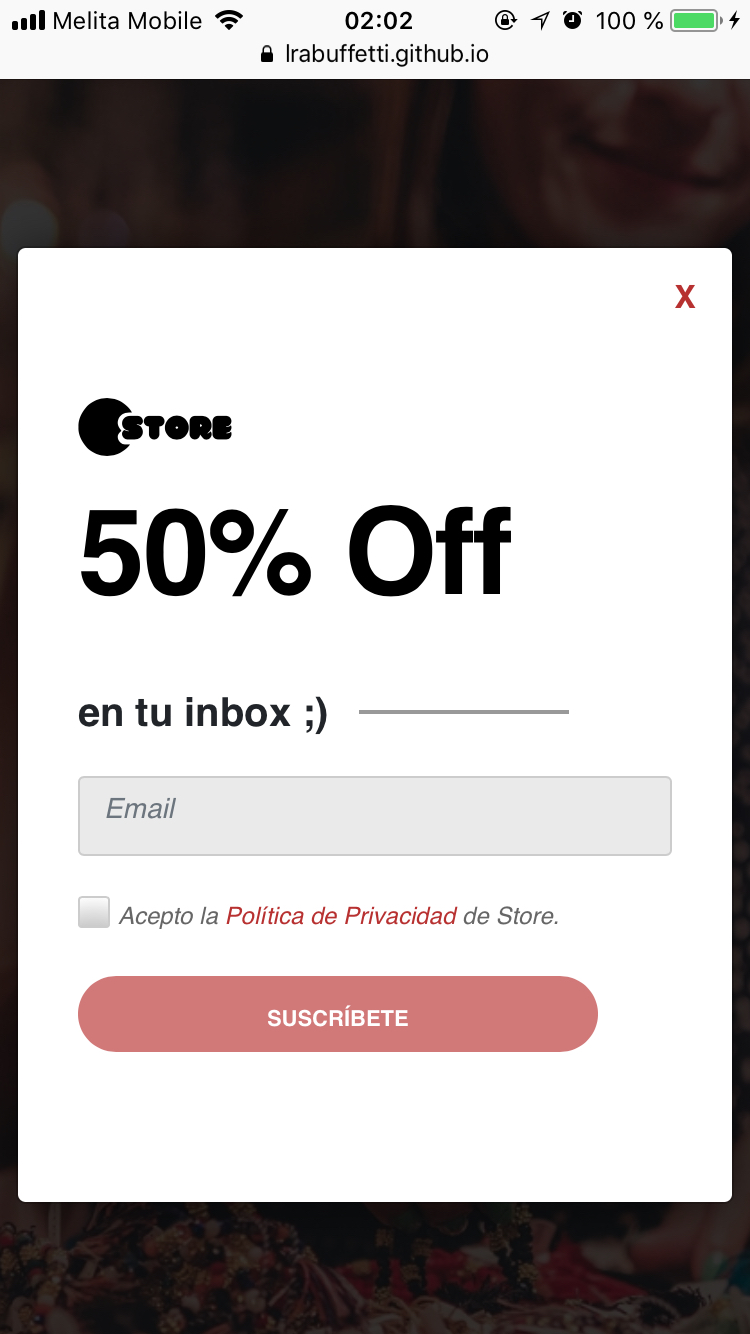 Melita Mobile 02:02 100 %
lrabuffetti.github.io
X
STORE
50% Off
en tu inbox ;)
Email
Acepto la Política de Privacidad de Store.
SUSCRÍBETE